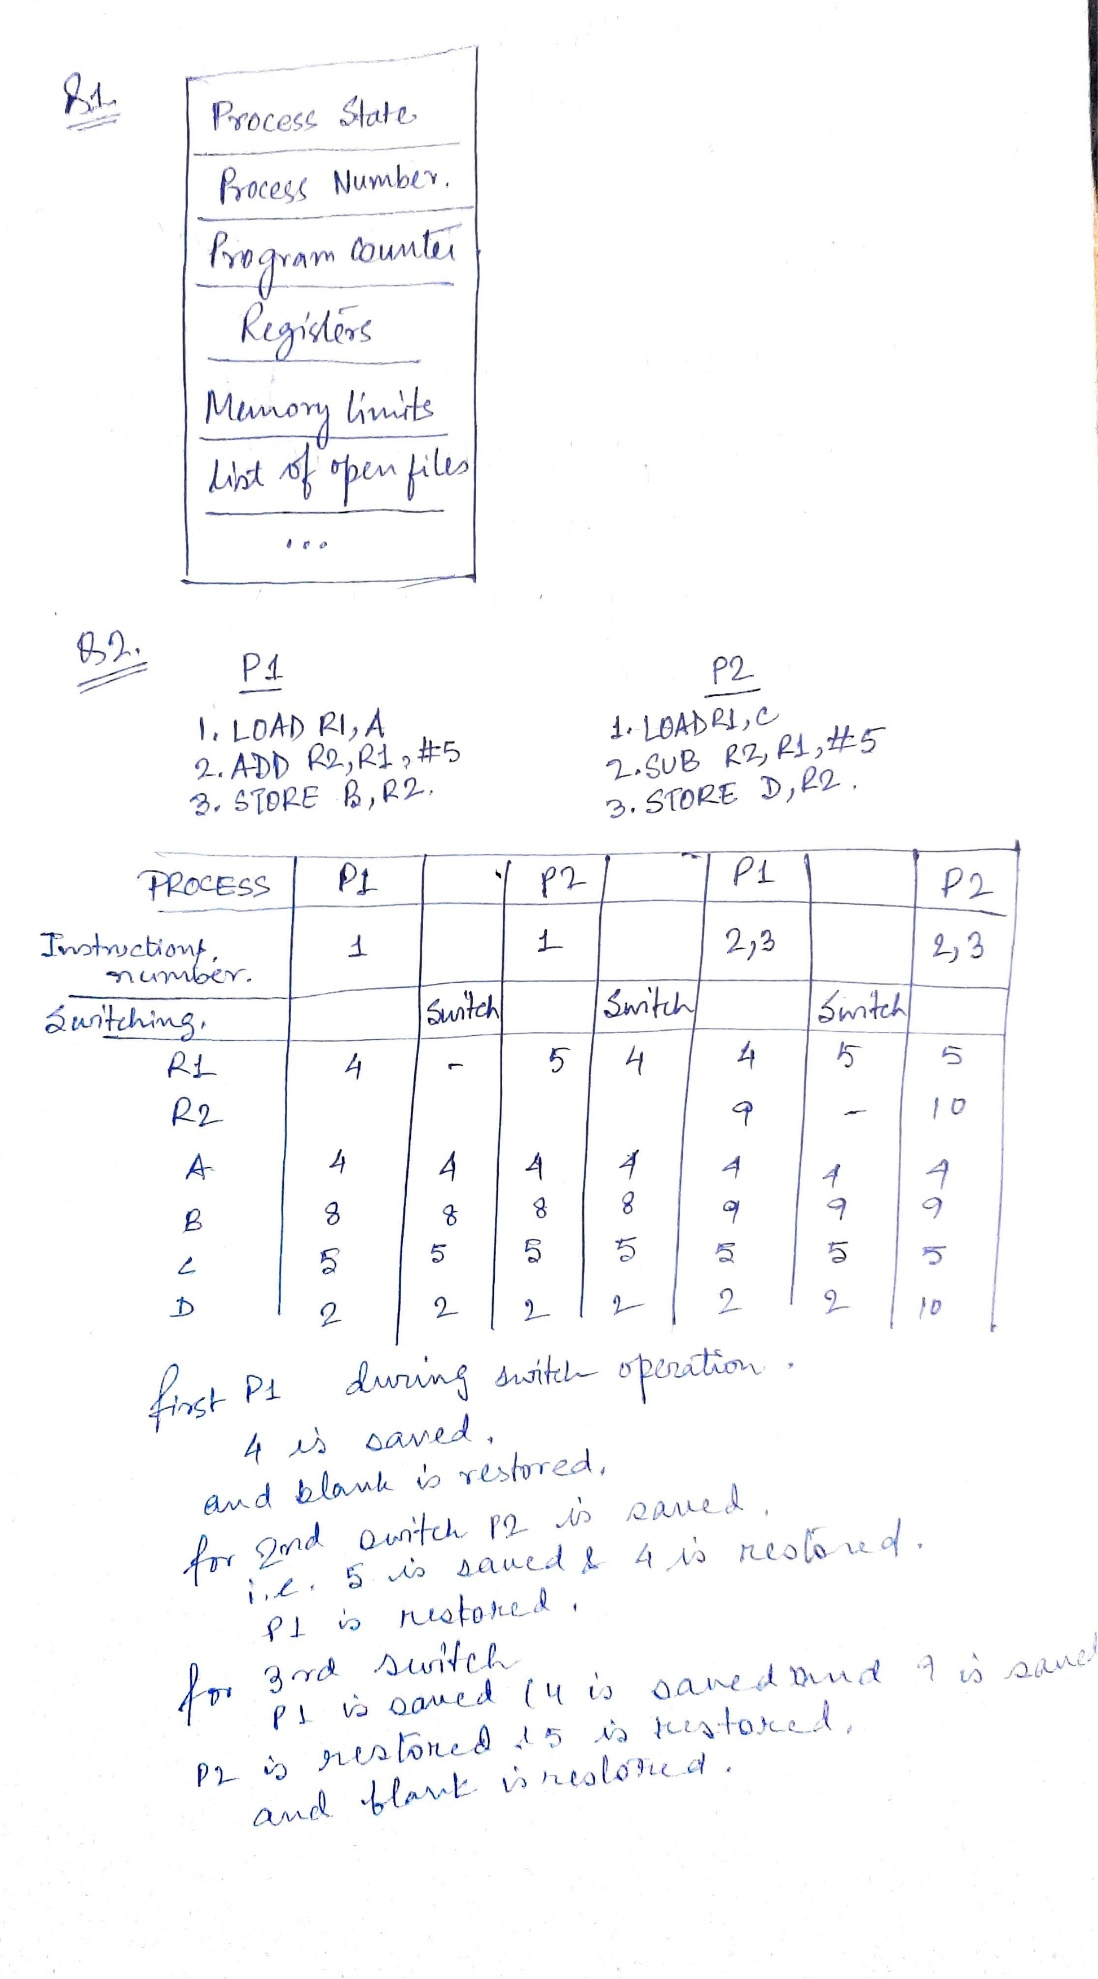 Q1.
Process State
Process Number.
Program Counter
Registers
Memory limits
List of open files
...
Q2.
P1
P2
1. LOAD R1, A
2. ADD R2, R1, #5
3. STORE B, R2.
1. LOAD R1, C
2. SUB R2, R1, #5
3. STORE D, R2.
PROCESS P1 P2 P1 P2
Instructions, number. 1 1 2,3 2,3
Switching. Switch Switch Switch
R1 4 - 5 4 4 5 5
R2 9 - 10
A 4 4 4 4 4 4 4
B 8 8 8 8 9 9 9
C 5 5 5 5 5 5 5
D 2 2 2 2 2 2 10
first P1 during switch operation.
4 is saved.
and blank is restored.
for 2nd switch P2 is saved.
i.e. 5 is saved & 4 is restored.
P1 is restored.
for 3rd switch
P1 is saved (4 is saved and 9 is saved
P2 is restored & 5 is restored.
and blank is restored.